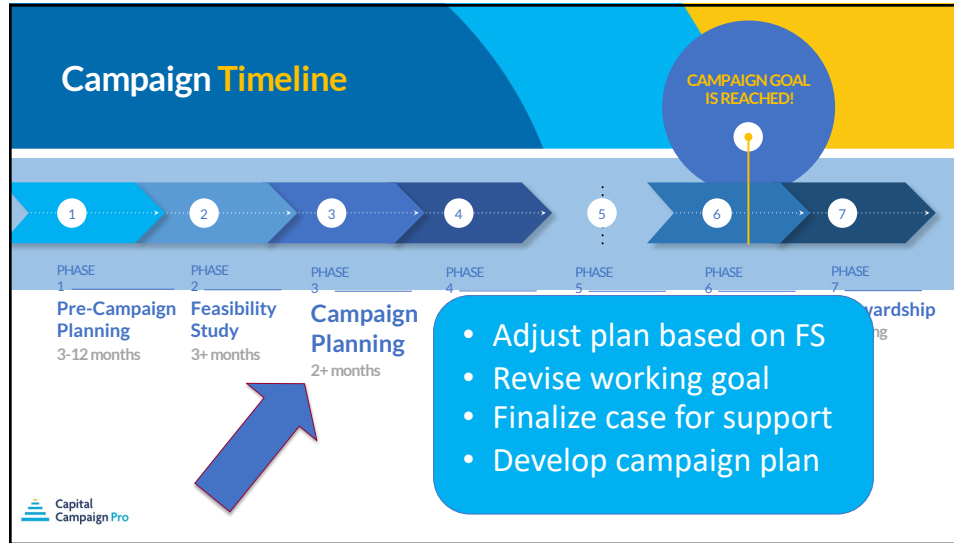 Campaign Timeline
CAMPAIGN GOAL
IS REACHED!
1
2
3
4
5
6
7
PHASE
1
Pre-Campaign
Planning
3-12 months
PHASE
2
Feasibility
Study
3+ months
PHASE
3
Campaign
Planning
2+ months
PHASE
4
PHASE
5
PHASE
6
PHASE
7
• Adjust plan based on FS
• Revise working goal
• Finalize case for support
• Develop campaign plan
Capital
Campaign Pro